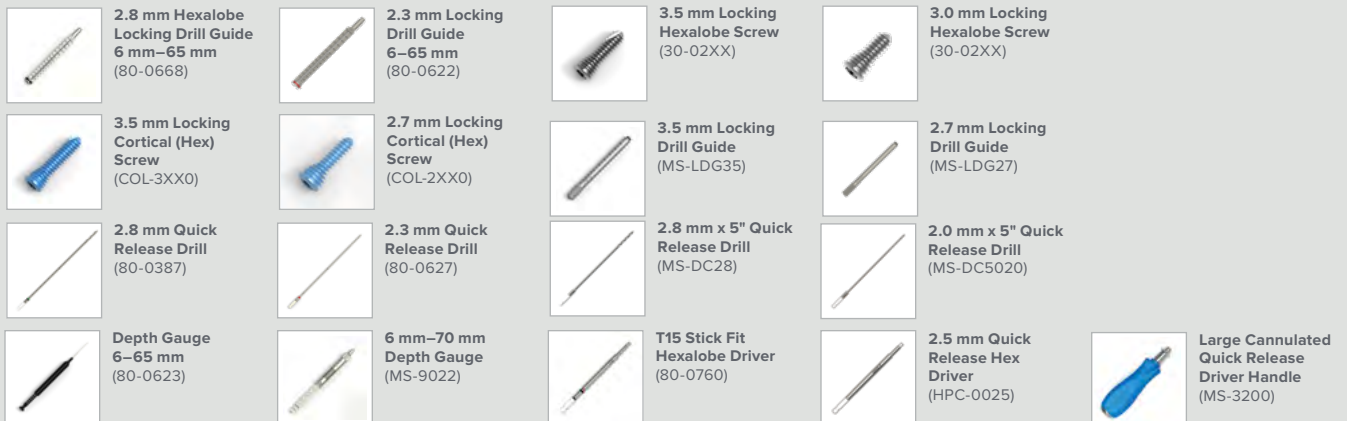 2.8 mm Hexalobe
Locking Drill Guide
6 mm–65 mm
(80-0668)
2.3 mm Locking
Drill Guide
6–65 mm
(80-0622)
3.5 mm Locking
Hexalobe Screw
(30-02XX)
3.0 mm Locking
Hexalobe Screw
(30-02XX)
3.5 mm Locking
Cortical (Hex)
Screw
(COL-3XX0)
2.7 mm Locking
Cortical (Hex)
Screw
(COL-2XX0)
3.5 mm Locking
Drill Guide
(MS-LDG35)
2.7 mm Locking
Drill Guide
(MS-LDG27)
2.8 mm Quick
Release Drill
(80-0387)
2.3 mm Quick
Release Drill
(80-0627)
2.8 mm x 5" Quick
Release Drill
(MS-DC28)
2.0 mm x 5" Quick
Release Drill
(MS-DC5020)
Depth Gauge
6–65 mm
(80-0623)
6 mm–70 mm
Depth Gauge
(MS-9022)
T15 Stick Fit
Hexalobe Driver
(80-0760)
2.5 mm Quick
Release Hex
Driver
(HPC-0025)
Large Cannulated
Quick Release
Driver Handle
(MS-3200)